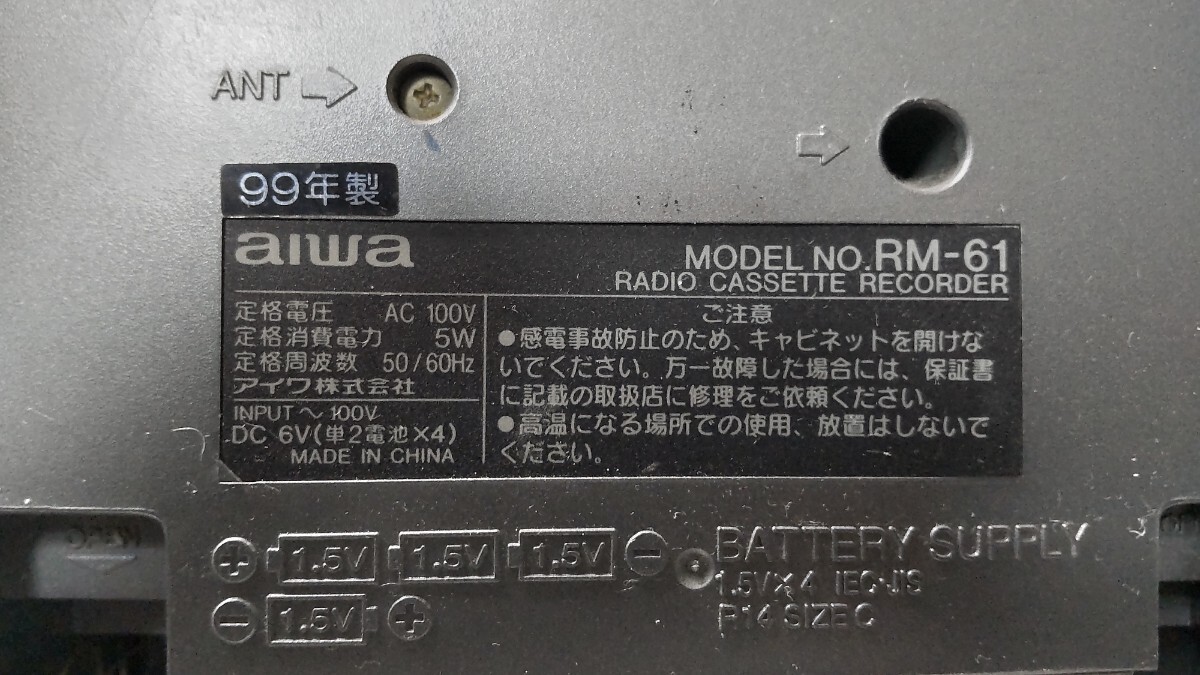 ANT
99年製
aiwa
MODEL NO. RM-61
RADIO CASSETTE RECORDER
定格電圧 AC 100V
定格消費電力 5W
定格周波数 50/60Hz
アイワ株式会社
INPUT ~ 100V
DC 6V(単2電池×4)
MADE IN CHINA
ご注意
●感電事故防止のため、キャビネットを開けな
いでください。万一故障した場合には、保証書
に記載の取扱店に修理をご依頼ください。
●高温になる場所での使用、放置はしないで
ください。
OPEN
+ 1.5V 1.5V 1.5V -
- 1.5V +
BATTERY SUPPLY
1.5V×4 IEC·JIS
R14 SIZE C